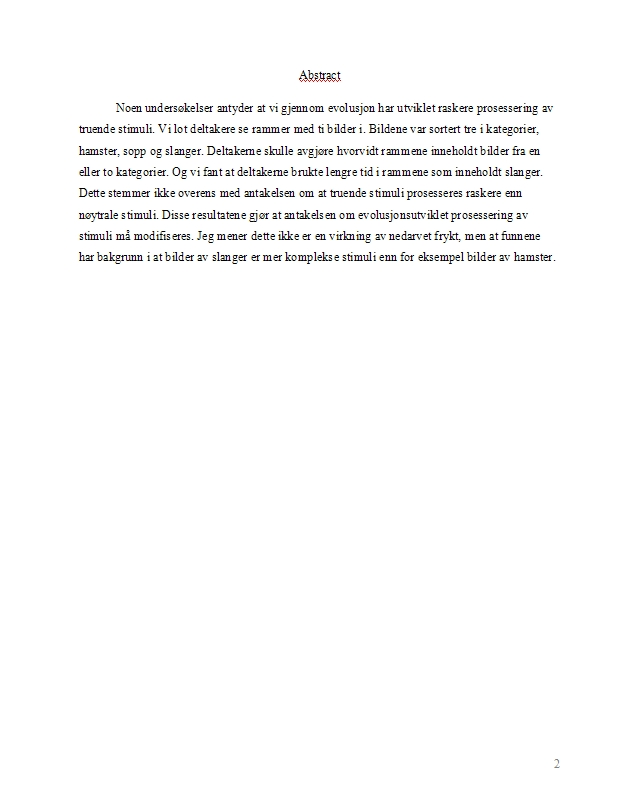 Abstract
Noen undersøkelser antyder at vi gjennom evolusjon har utviklet raskere prosessering av
truende stimuli. Vi lot deltakere se rammer med ti bilder i. Bildene var sortert tre i kategorier,
hamster, sopp og slanger. Deltakerne skulle avgjøre hvorvidt rammene inneholdt bilder fra en
eller to kategorier. Og vi fant at deltakerne brukte lengre tid i rammene som inneholdt slanger.
Dette stemmer ikke overens med antakelsen om at truende stimuli prosesseres raskere enn
nøytrale stimuli. Disse resultatene gjør at antakelsen om evolusjonsutviklet prosessering av
stimuli må modifiseres. Jeg mener dette ikke er en virkning av nedarvet frykt, men at funnene
har bakgrunn i at bilder av slanger er mer komplekse stimuli enn for eksempel bilder av hamster.
2